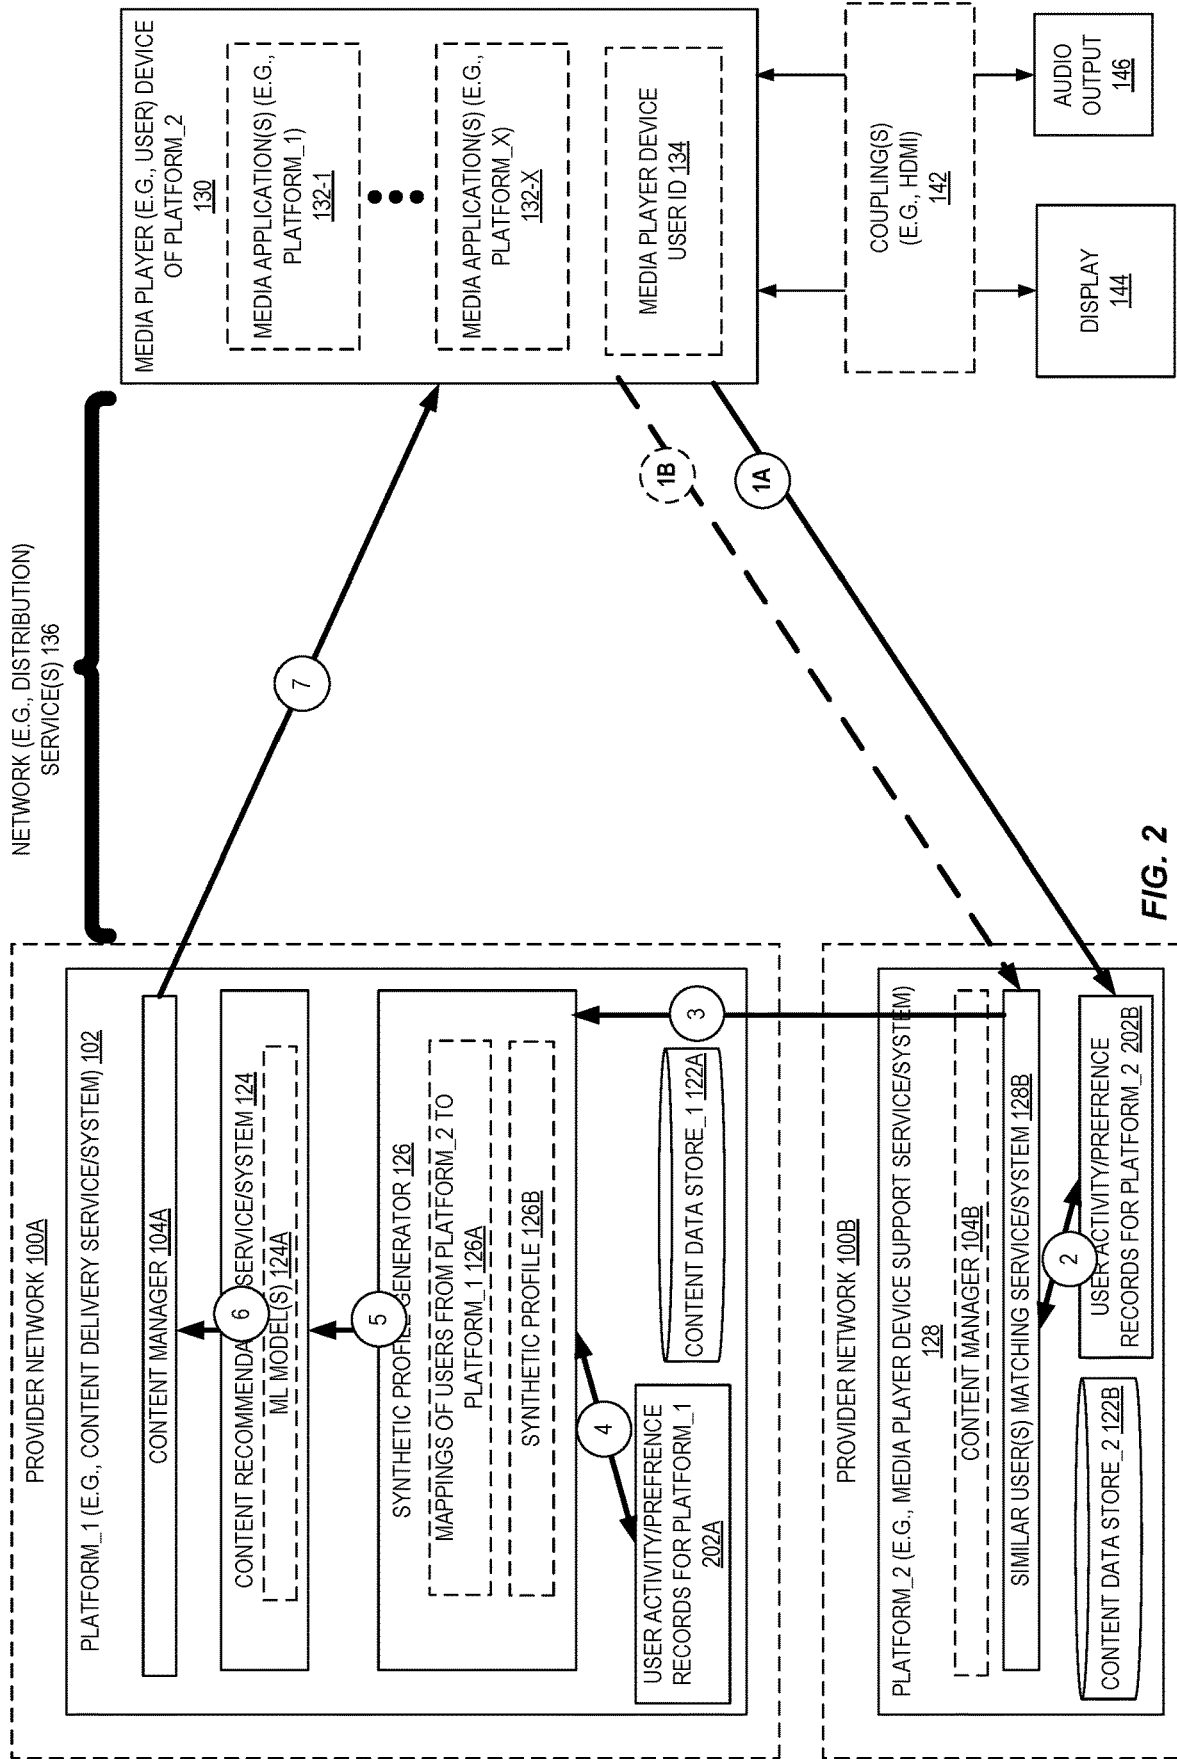 PROVIDER NETWORK 100A
PLATFORM_1 (E.G., CONTENT DELIVERY SERVICE/SYSTEM) 102
CONTENT MANAGER 104A
6
CONTENT RECOMMENDA SERVICE/SYSTEM 124
ML MODEL(S) 124A
5
SYNTHETIC PROFILE GENERATOR 126
MAPPINGS OF USERS FROM PLATFORM_2 TO
PLATFORM_1 126A
SYNTHETIC PROFILE 126B
4
3
USER ACTIVITY/PREFRENCE
RECORDS FOR PLATFORM_1
202A
CONTENT DATA STORE_1 122A
PROVIDER NETWORK 100B
PLATFORM_2 (E.G., MEDIA PLAYER DEVICE SUPPORT SERVICE/SYSTEM)
128
CONTENT MANAGER 104B
SIMILAR USER(S) MATCHING SERVICE/SYSTEM 128B
2
CONTENT DATA STORE_2 122B
USER ACTIVITY/PREFRENCE
RECORDS FOR PLATFORM_2 202B
NETWORK (E.G., DISTRIBUTION
SERVICE(S) 136
7
1B
1A
MEDIA PLAYER (E.G., USER) DEVICE
OF PLATFORM_2
130
MEDIA APPLICATION(S) (E.G.,
PLATFORM_1)
132-1
MEDIA APPLICATION(S) (E.G.,
PLATFORM_X)
132-X
MEDIA PLAYER DEVICE
USER ID 134
COUPLING(S)
(E.G., HDMI)
142
DISPLAY
144
AUDIO
OUTPUT
146
FIG. 2